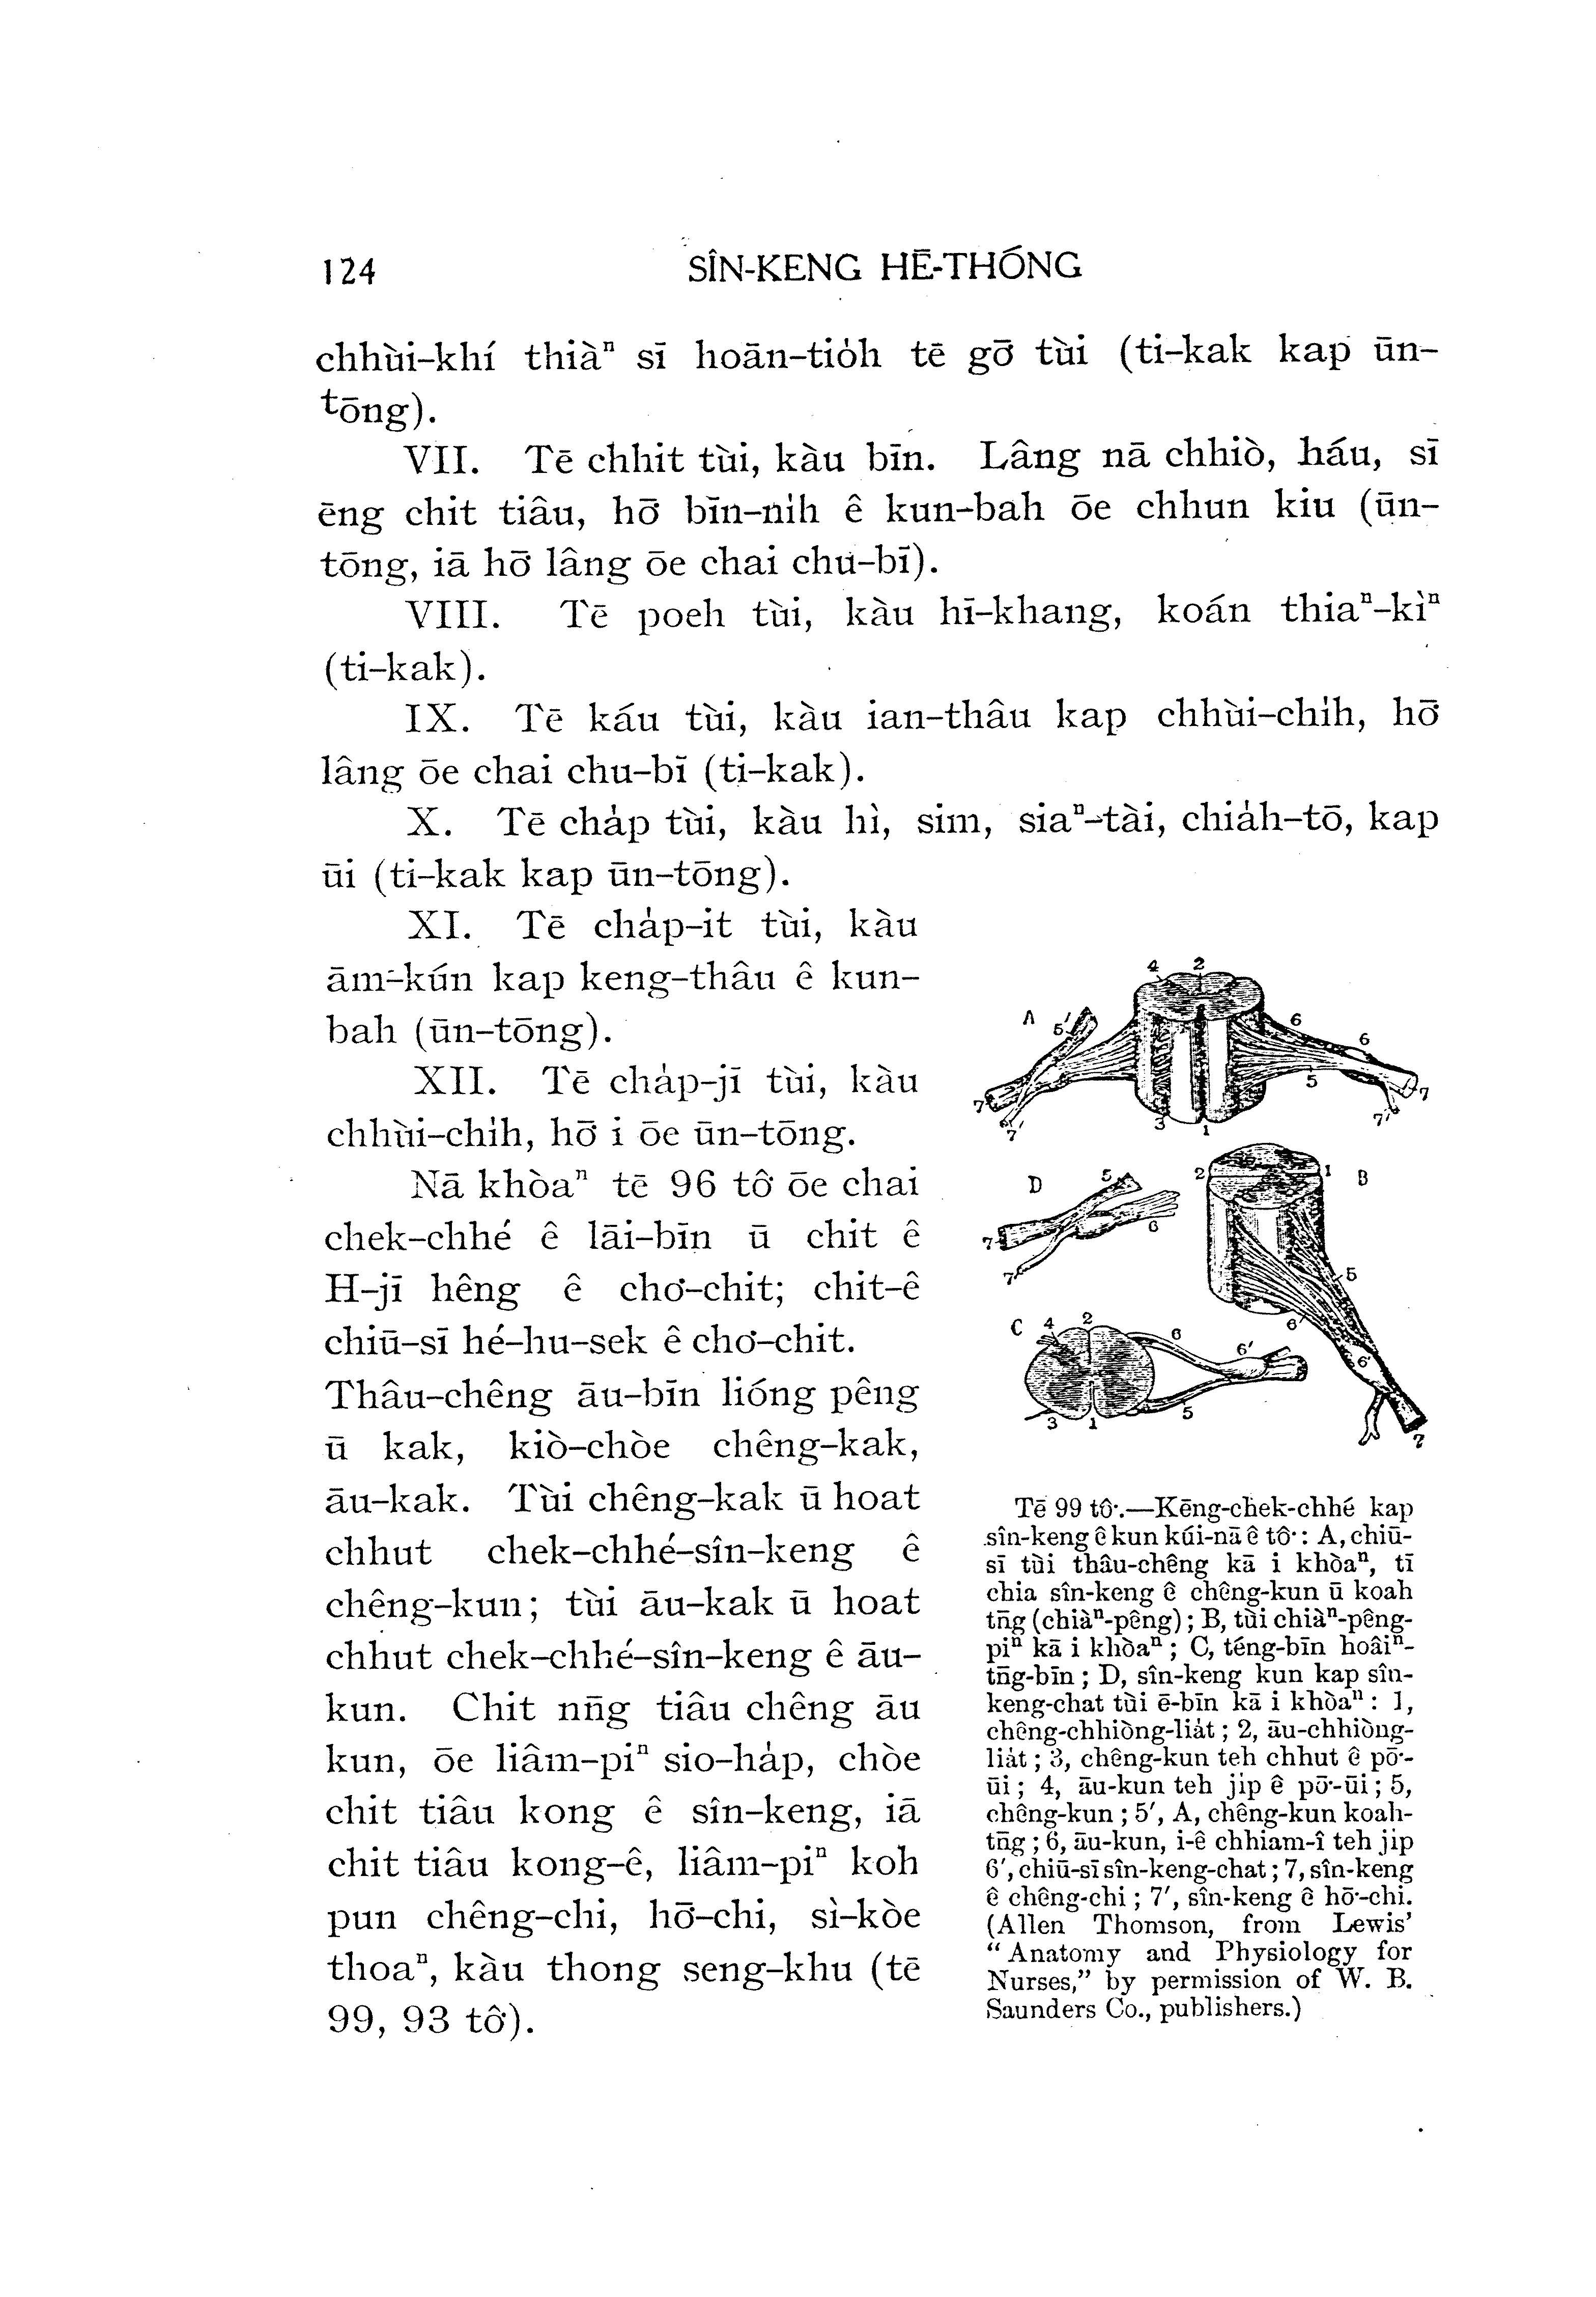 124 SÎN-KENG HĒ-THÓNG
chhùi-khí thiàⁿ sī hoān-tio̍h tē gō͘ tùi (ti-kak kap ūn-
tōng).
VII. Tē chhit tùi, kàu bīn. Lâng nā chhiò, háu, sī
ēng chit tiâu, hō͘ bīn-nih ê kun-bah ōe chhun kiu (ūn-
tōng, iā hō͘ lâng ōe chai chu-bī).
VIII. Tē poeh tùi, kàu hī-khang, koán thiaⁿ-kìⁿ
(ti-kak).
IX. Tē káu tùi, kàu ian-thâu kap chhùi-chi̍h, hō͘
lâng ōe chai chu-bī (ti-kak).
X. Tē cha̍p tùi, kàu hì, sim, siaⁿ-tài, chia̍h-tō, kap
ūi (ti-kak kap ūn-tōng).
XI. Tē cha̍p-it tùi, kàu
ām-kún kap keng-thâu ê kun-
bah (ūn-tōng).
XII. Tē cha̍p-jī tùi, kàu
chhùi-chi̍h, hō͘ i ōe ūn-tōng.
Nā khòaⁿ tē 96 tô͘ ōe chai
chek-chhé ê lāi-bīn ū chit ê
H-jī hêng ê cho͘-chit; chit-ê
chiū-sī hé-hu-sek ê cho͘-chit.
Thâu-chêng āu-bīn lióng pêng
ū kak, kiò-chòe chêng-kak,
āu-kak. Tùi chêng-kak ū hoat
chhut chek-chhé-sîn-keng ê
chêng-kun; tùi āu-kak ū hoat
chhut chek-chhé-sîn-keng ê āu-
kun. Chit nn̄g tiâu chêng āu
kun, ōe liâm-piⁿ sio-ha̍p, chòe
chit tiâu kong ê sîn-keng, iā
chit tiâu kong-ê, liâm-piⁿ koh
pun chêng-chi, hō͘-chi, sì-kòe
thoaⁿ, kàu thong seng-khu (tē
99, 93 tô͘).
A 4 2 5′ 6 6 5 7 7′ 3 1 7′ 7
D 5 6 7 7′
B 2 1 5 6 6′ 7
C 4 2 6 6′ 3 1 5
Tē 99 tô͘.—Kēng-chek-chhé kap
sîn-keng ê kun kúi-nā ê tô͘: A, chiū-
sī tùi thâu-chêng kā i khòaⁿ, tī
chia sîn-keng ê chêng-kun ū koah
tn̄g (chiàⁿ-pêng); B, tùi chiàⁿ-pêng-
piⁿ kā i khòaⁿ; C, téng-bīn hoâiⁿ-
tn̄g-bīn; D, sîn-keng kun kap sîn-
keng-chat tùi ē-bīn kā i khòaⁿ: 1,
chêng-chhiòng-lia̍t; 2, āu-chhiòng-
lia̍t; 3, chêng-kun teh chhut ê pō͘-
ūi; 4, āu-kun teh ji̍p ê pō͘-ūi; 5,
chêng-kun; 5′, A, chêng-kun koah-
tn̄g; 6, āu-kun, i-ê chhiam-î teh jip
6′, chiū-sī sîn-keng-chat; 7, sîn-keng
ê chêng-chi; 7′, sîn-keng ê hō͘-chi.
(Allen Thomson, from Lewis’
“Anatomy and Physiology for
Nurses,” by permission of W. B.
Saunders Co., publishers.)